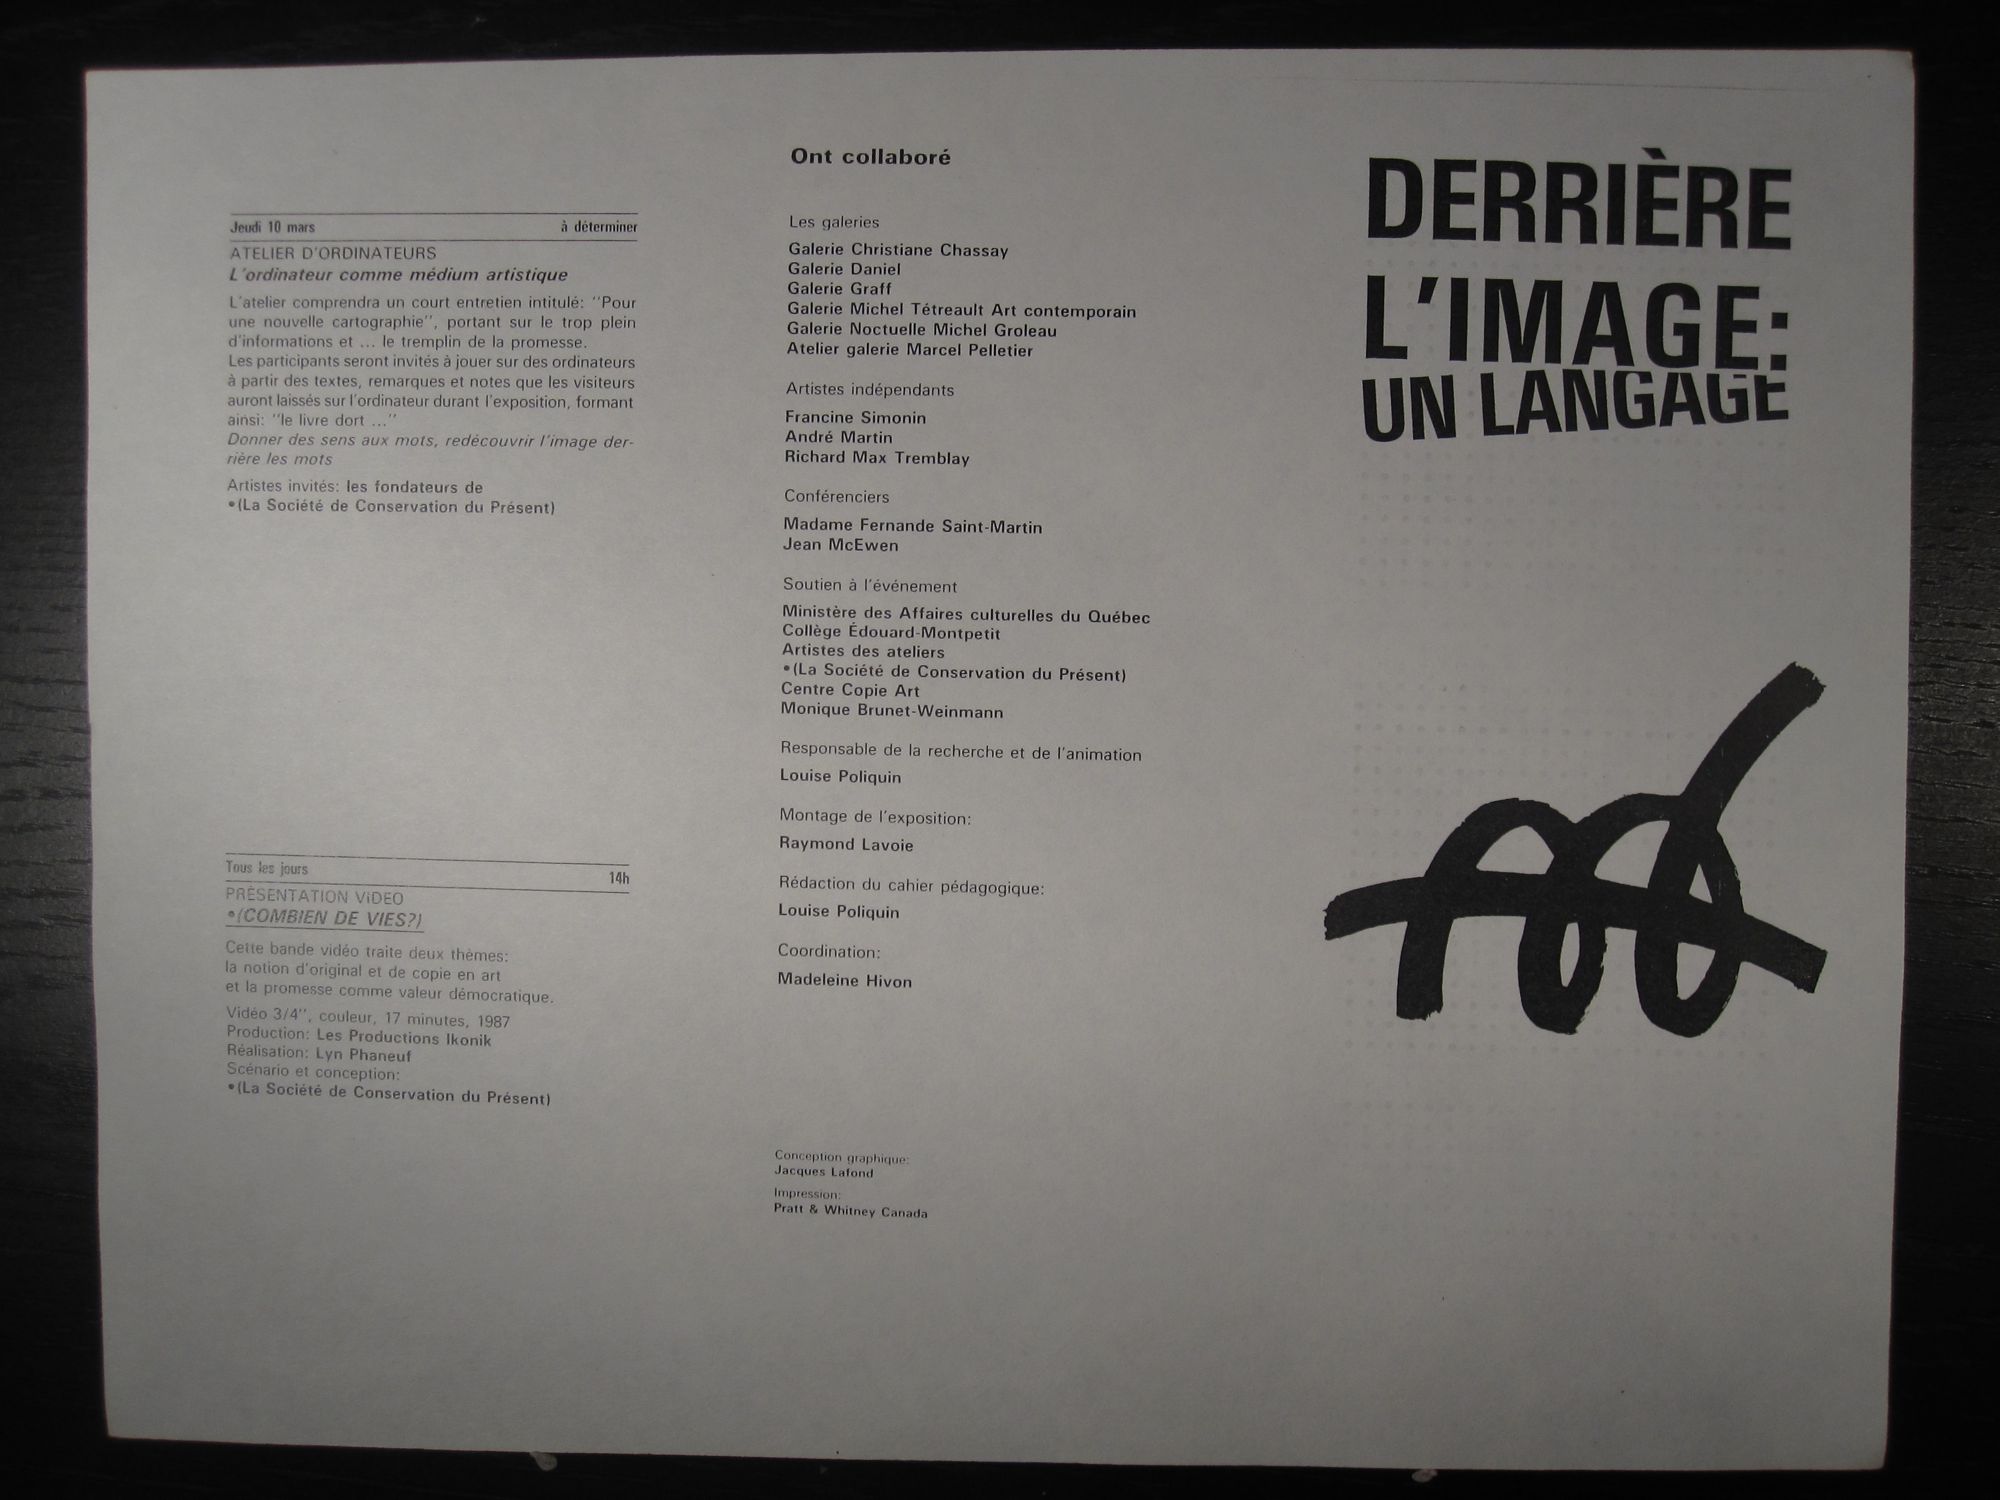 Jeudi 10 mars à déterminer
ATELIER D'ORDINATEURS
L'ordinateur comme médium artistique
L'atelier comprendra un court entretien intitulé: ''Pour
une nouvelle cartographie'', portant sur le trop plein
d'informations et ... le tremplin de la promesse.
Les participants seront invités à jouer sur des ordinateurs
à partir des textes, remarques et notes que les visiteurs
auront laissés sur l'ordinateur durant l'exposition, formant
ainsi: ''le livre dort ...''
Donner des sens aux mots, redécouvrir l'image der-
rière les mots
Artistes invités: les fondateurs de
•(La Société de Conservation du Présent)
Tous les jours 14h
PRÉSENTATION VIDEO
•(COMBIEN DE VIES?)
Cette bande vidéo traite deux thèmes:
la notion d'original et de copie en art
et la promesse comme valeur démocratique.
Vidéo 3/4'', couleur, 17 minutes, 1987
Production: Les Productions Ikonik
Réalisation: Lyn Phaneuf
Scénario et conception:
•(La Société de Conservation du Présent)
Ont collaboré
Les galeries
Galerie Christiane Chassay
Galerie Daniel
Galerie Graff
Galerie Michel Tétreault Art contemporain
Galerie Noctuelle Michel Groleau
Atelier galerie Marcel Pelletier
Artistes indépendants
Francine Simonin
André Martin
Richard Max Tremblay
Conférenciers
Madame Fernande Saint-Martin
Jean McEwen
Soutien à l'événement
Ministère des Affaires culturelles du Québec
Collège Édouard-Montpetit
Artistes des ateliers
•(La Société de Conservation du Présent)
Centre Copie Art
Monique Brunet-Weinmann
Responsable de la recherche et de l'animation
Louise Poliquin
Montage de l'exposition:
Raymond Lavoie
Rédaction du cahier pédagogique:
Louise Poliquin
Coordination:
Madeleine Hivon
Conception graphique:
Jacques Lafond
Impression:
Pratt & Whitney Canada
DERRIÈRE
L'IMAGE:
UN LANGAGE